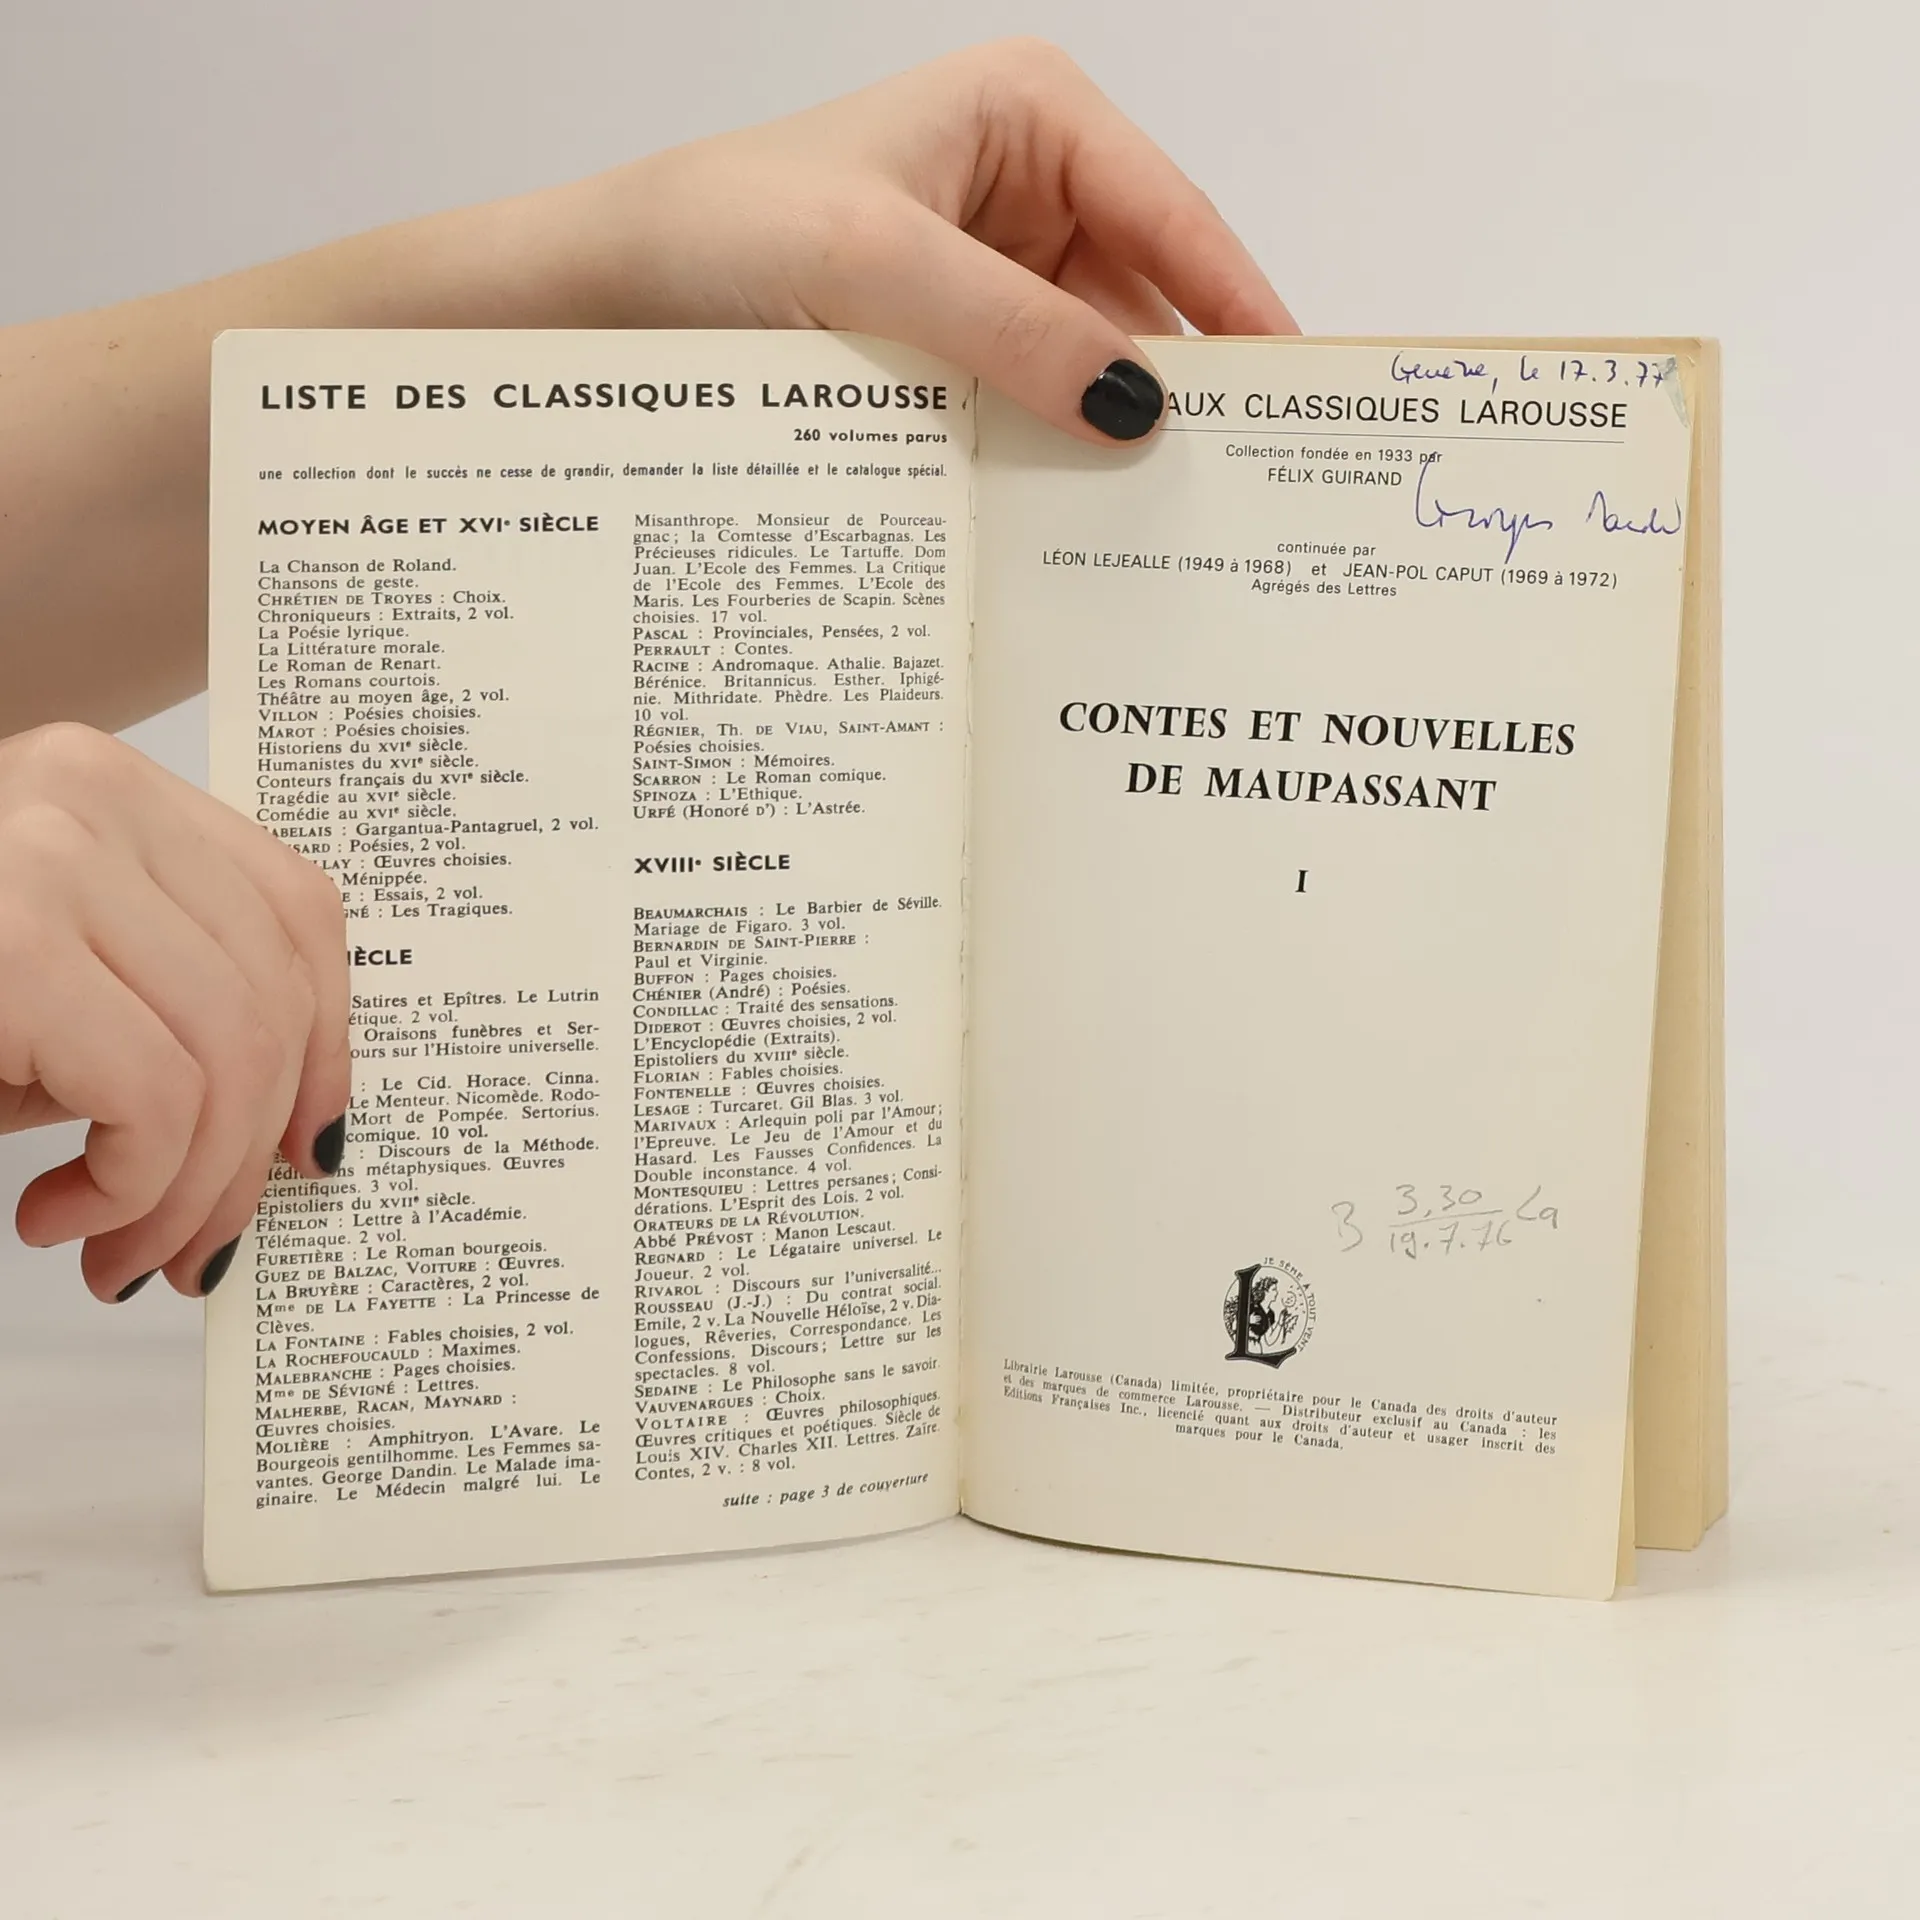 LISTE DES CLASSIQUES LAROUSSE
260 volumes parus
une collection dont le succès ne cesse de grandir, demander la liste détaillée et le catalogue spécial.
MOYEN ÂGE ET XVIᵉ SIÈCLE
La Chanson de Roland.
Chansons de geste.
CHRÉTIEN DE TROYES : Choix.
Chroniqueurs : Extraits, 2 vol.
La Poésie lyrique.
La Littérature morale.
Le Roman de Renart.
Les Romans courtois.
Théâtre au moyen âge, 2 vol.
VILLON : Poésies choisies.
MAROT : Poésies choisies.
Historiens du XVIᵉ siècle.
Humanistes du XVIᵉ siècle.
Conteurs français du XVIᵉ siècle.
Tragédie au XVIᵉ siècle.
Comédie au XVIᵉ siècle.
ABELAIS : Gargantua-Pantagruel, 2 vol.
SARD : Poésies, 2 vol.
LLAY : Œuvres choisies.
Ménippée.
E : Essais, 2 vol.
GNÉ : Les Tragiques.
IÈCLE
Satires et Epîtres. Le Lutrin
étique. 2 vol.
Oraisons funèbres et Ser-
ours sur l'Histoire universelle.
: Le Cid. Horace. Cinna.
Le Menteur. Nicomède. Rodo-
Mort de Pompée. Sertorius.
comique. 10 vol.
: Discours de la Méthode.
ns métaphysiques. Œuvres
cientifiques. 3 vol.
Epistoliers du XVIIᵉ siècle.
FÉNELON : Lettre à l'Académie.
Télémaque. 2 vol.
FURETIÈRE : Le Roman bourgeois.
GUEZ DE BALZAC, VOITURE : Œuvres.
LA BRUYÈRE : Caractères, 2 vol.
Mᵐᵉ DE LA FAYETTE : La Princesse de
Clèves.
LA FONTAINE : Fables choisies, 2 vol.
LA ROCHEFOUCAULD : Maximes.
MALEBRANCHE : Pages choisies.
Mᵐᵉ DE SÉVIGNÉ : Lettres.
MALHERBE, RACAN, MAYNARD :
Œuvres choisies.
MOLIÈRE : Amphitryon. L'Avare. Le
Bourgeois gentilhomme. Les Femmes sa-
vantes. George Dandin. Le Malade ima-
ginaire. Le Médecin malgré lui. Le
Misanthrope. Monsieur de Pourceau-
gnac ; la Comtesse d'Escarbagnas. Les
Précieuses ridicules. Le Tartuffe. Dom
Juan. L'Ecole des Femmes. La Critique
de l'Ecole des Femmes. L'Ecole des
Maris. Les Fourberies de Scapin. Scènes
choisies. 17 vol.
PASCAL : Provinciales, Pensées, 2 vol.
PERRAULT : Contes.
RACINE : Andromaque. Athalie. Bajazet.
Bérénice. Britannicus. Esther. Iphigé-
nie. Mithridate. Phèdre. Les Plaideurs.
10 vol.
RÉGNIER, Th. DE VIAU, SAINT-AMANT :
Poésies choisies.
SAINT-SIMON : Mémoires.
SCARRON : Le Roman comique.
SPINOZA : L'Ethique.
URFÉ (Honoré D') : L'Astrée.
XVIIIᵉ SIÈCLE
BEAUMARCHAIS : Le Barbier de Séville.
Mariage de Figaro. 3 vol.
BERNARDIN DE SAINT-PIERRE :
Paul et Virginie.
BUFFON : Pages choisies.
CHÉNIER (André) : Poésies.
CONDILLAC : Traité des sensations.
DIDEROT : Œuvres choisies, 2 vol.
L'Encyclopédie (Extraits).
Epistoliers du XVIIIᵉ siècle.
FLORIAN : Fables choisies.
FONTENELLE : Œuvres choisies.
LESAGE : Turcaret. Gil Blas. 3 vol.
MARIVAUX : Arlequin poli par l'Amour ;
l'Epreuve. Le Jeu de l'Amour et du
Hasard. Les Fausses Confidences. La
Double inconstance. 4 vol.
MONTESQUIEU : Lettres persanes ; Consi-
dérations. L'Esprit des Lois. 2 vol.
ORATEURS DE LA RÉVOLUTION.
Abbé PRÉVOST : Manon Lescaut.
REGNARD : Le Légataire universel. Le
Joueur. 2 vol.
RIVAROL : Discours sur l'universalité...
ROUSSEAU (J.-J.) : Du contrat social.
Emile, 2 v. La Nouvelle Héloïse, 2 v. Dia-
logues, Rêveries, Correspondance. Les
Confessions. Discours ; Lettre sur les
spectacles. 8 vol.
SEDAINE : Le Philosophe sans le savoir.
VAUVENARGUES : Choix.
VOLTAIRE : Œuvres philosophiques.
Œuvres critiques et poétiques. Siècle de
Louis XIV. Charles XII. Lettres. Zaïre.
Contes, 2 v. : 8 vol.
suite : page 3 de couverture
Genève, le 17.3.77
AUX CLASSIQUES LAROUSSE
Collection fondée en 1933 par
FÉLIX GUIRAND
Georges
continuée par
LÉON LEJEALLE (1949 à 1968) et JEAN-POL CAPUT (1969 à 1972)
Agrégés des Lettres
CONTES ET NOUVELLES
DE MAUPASSANT
I
B 3,30 La
19.7.76
JE SÈME À TOUT VENT
Librairie Larousse (Canada) limitée, propriétaire pour le Canada des droits d'auteur
et des marques de commerce Larousse. — Distributeur exclusif au Canada : les
Editions Françaises Inc., licencié quant aux droits d'auteur et usager inscrit des
marques pour le Canada.